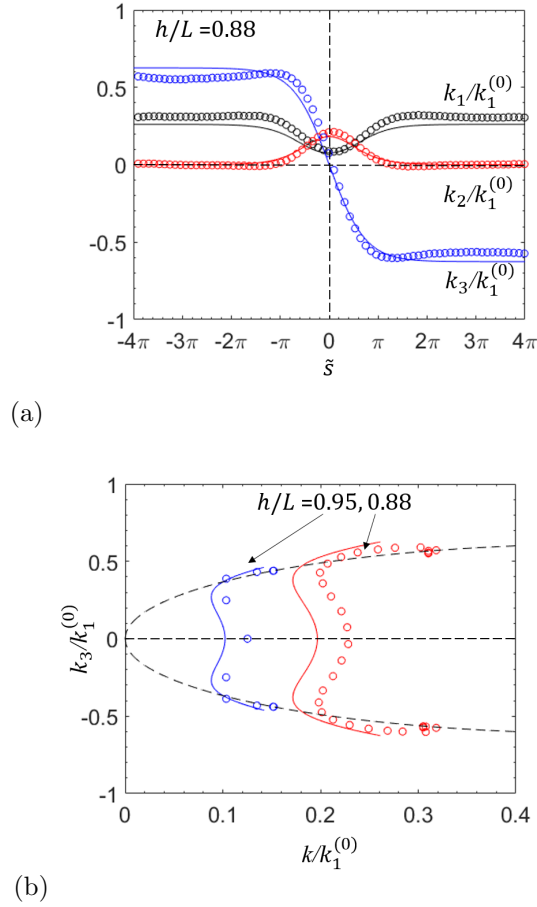 h/L =0.88
1
0.5
0
-0.5
-1
k₁/k₁⁽⁰⁾
k₂/k₁⁽⁰⁾
k₃/k₁⁽⁰⁾
-4π -3π -2π -π 0 π 2π 3π 4π
s̃
(a)
h/L =0.95, 0.88
1
0.5
0
-0.5
-1
k₃/k₁⁽⁰⁾
0 0.1 0.2 0.3 0.4
k/k₁⁽⁰⁾
(b)